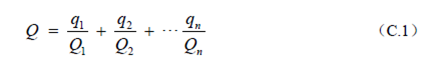 Q = q₁/Q₁ + q₂/Q₂ + ⋯ qₙ/Qₙ （C.1）